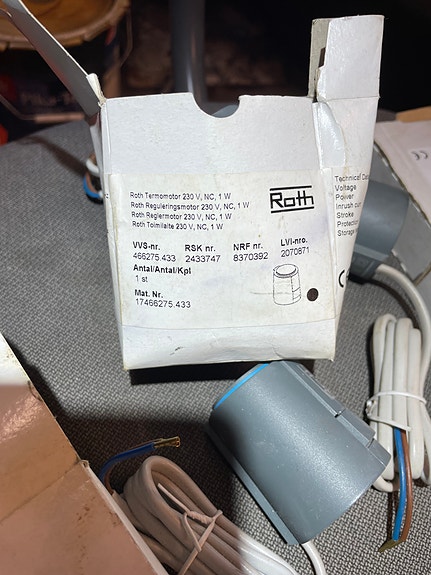 Roth Termomotor 230 V, NC, 1 W
Roth Reguleringsmotor 230 V, NC, 1 W
Roth Reglermotor 230 V, NC, 1 W
Roth Toimilaite 230 V, NC, 1 W
Roth
VVS-nr. RSK nr. NRF nr. LVI-nro.
466275.433 2433747 8370392 2070871
Antal/Antal/Kpl
1 st
Mat. Nr.
17466275.433
Technical Da
Voltage
Power
Inrush cur
Stroke
Protection
Storage
CE